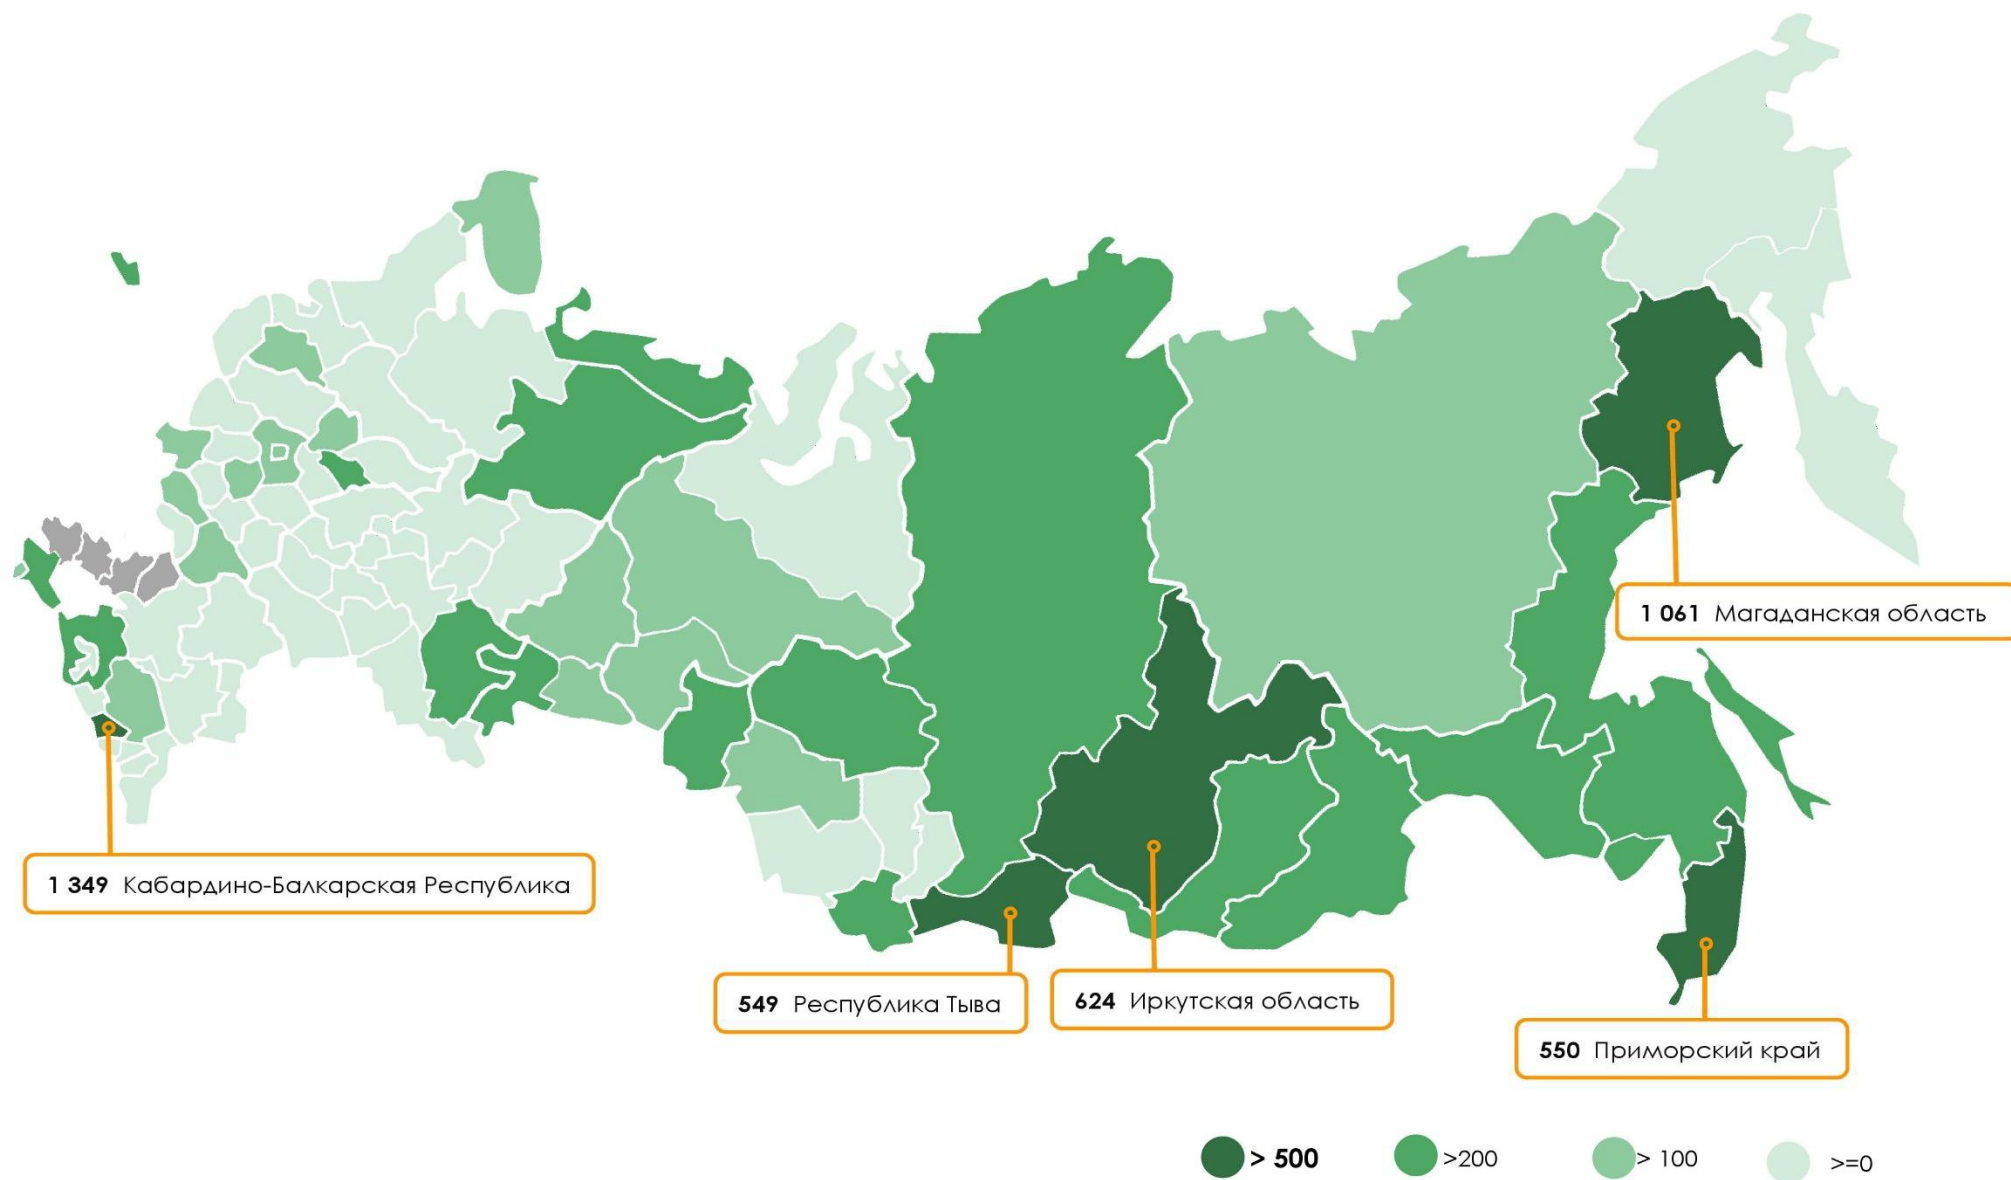 1 061 Магаданская область
1 349 Кабардино-Балкарская Республика
549 Республика Тыва
624 Иркутская область
550 Приморский край
> 500
>200
> 100
>=0